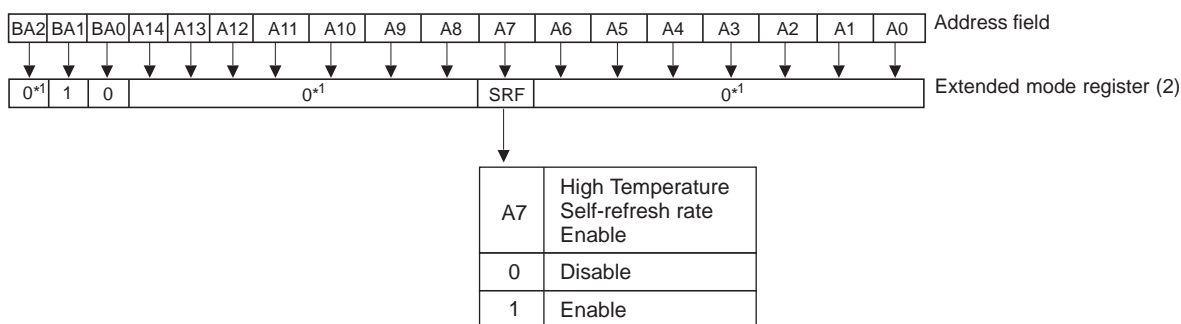 BA2 BA1 BA0 A14 A13 A12 A11 A10 A9 A8 A7 A6 A5 A4 A3 A2 A1 A0 Address field
0*1 1 0 0*1 SRF 0*1 Extended mode register (2)
A7 High Temperature
Self-refresh rate
Enable
0 Disable
1 Enable